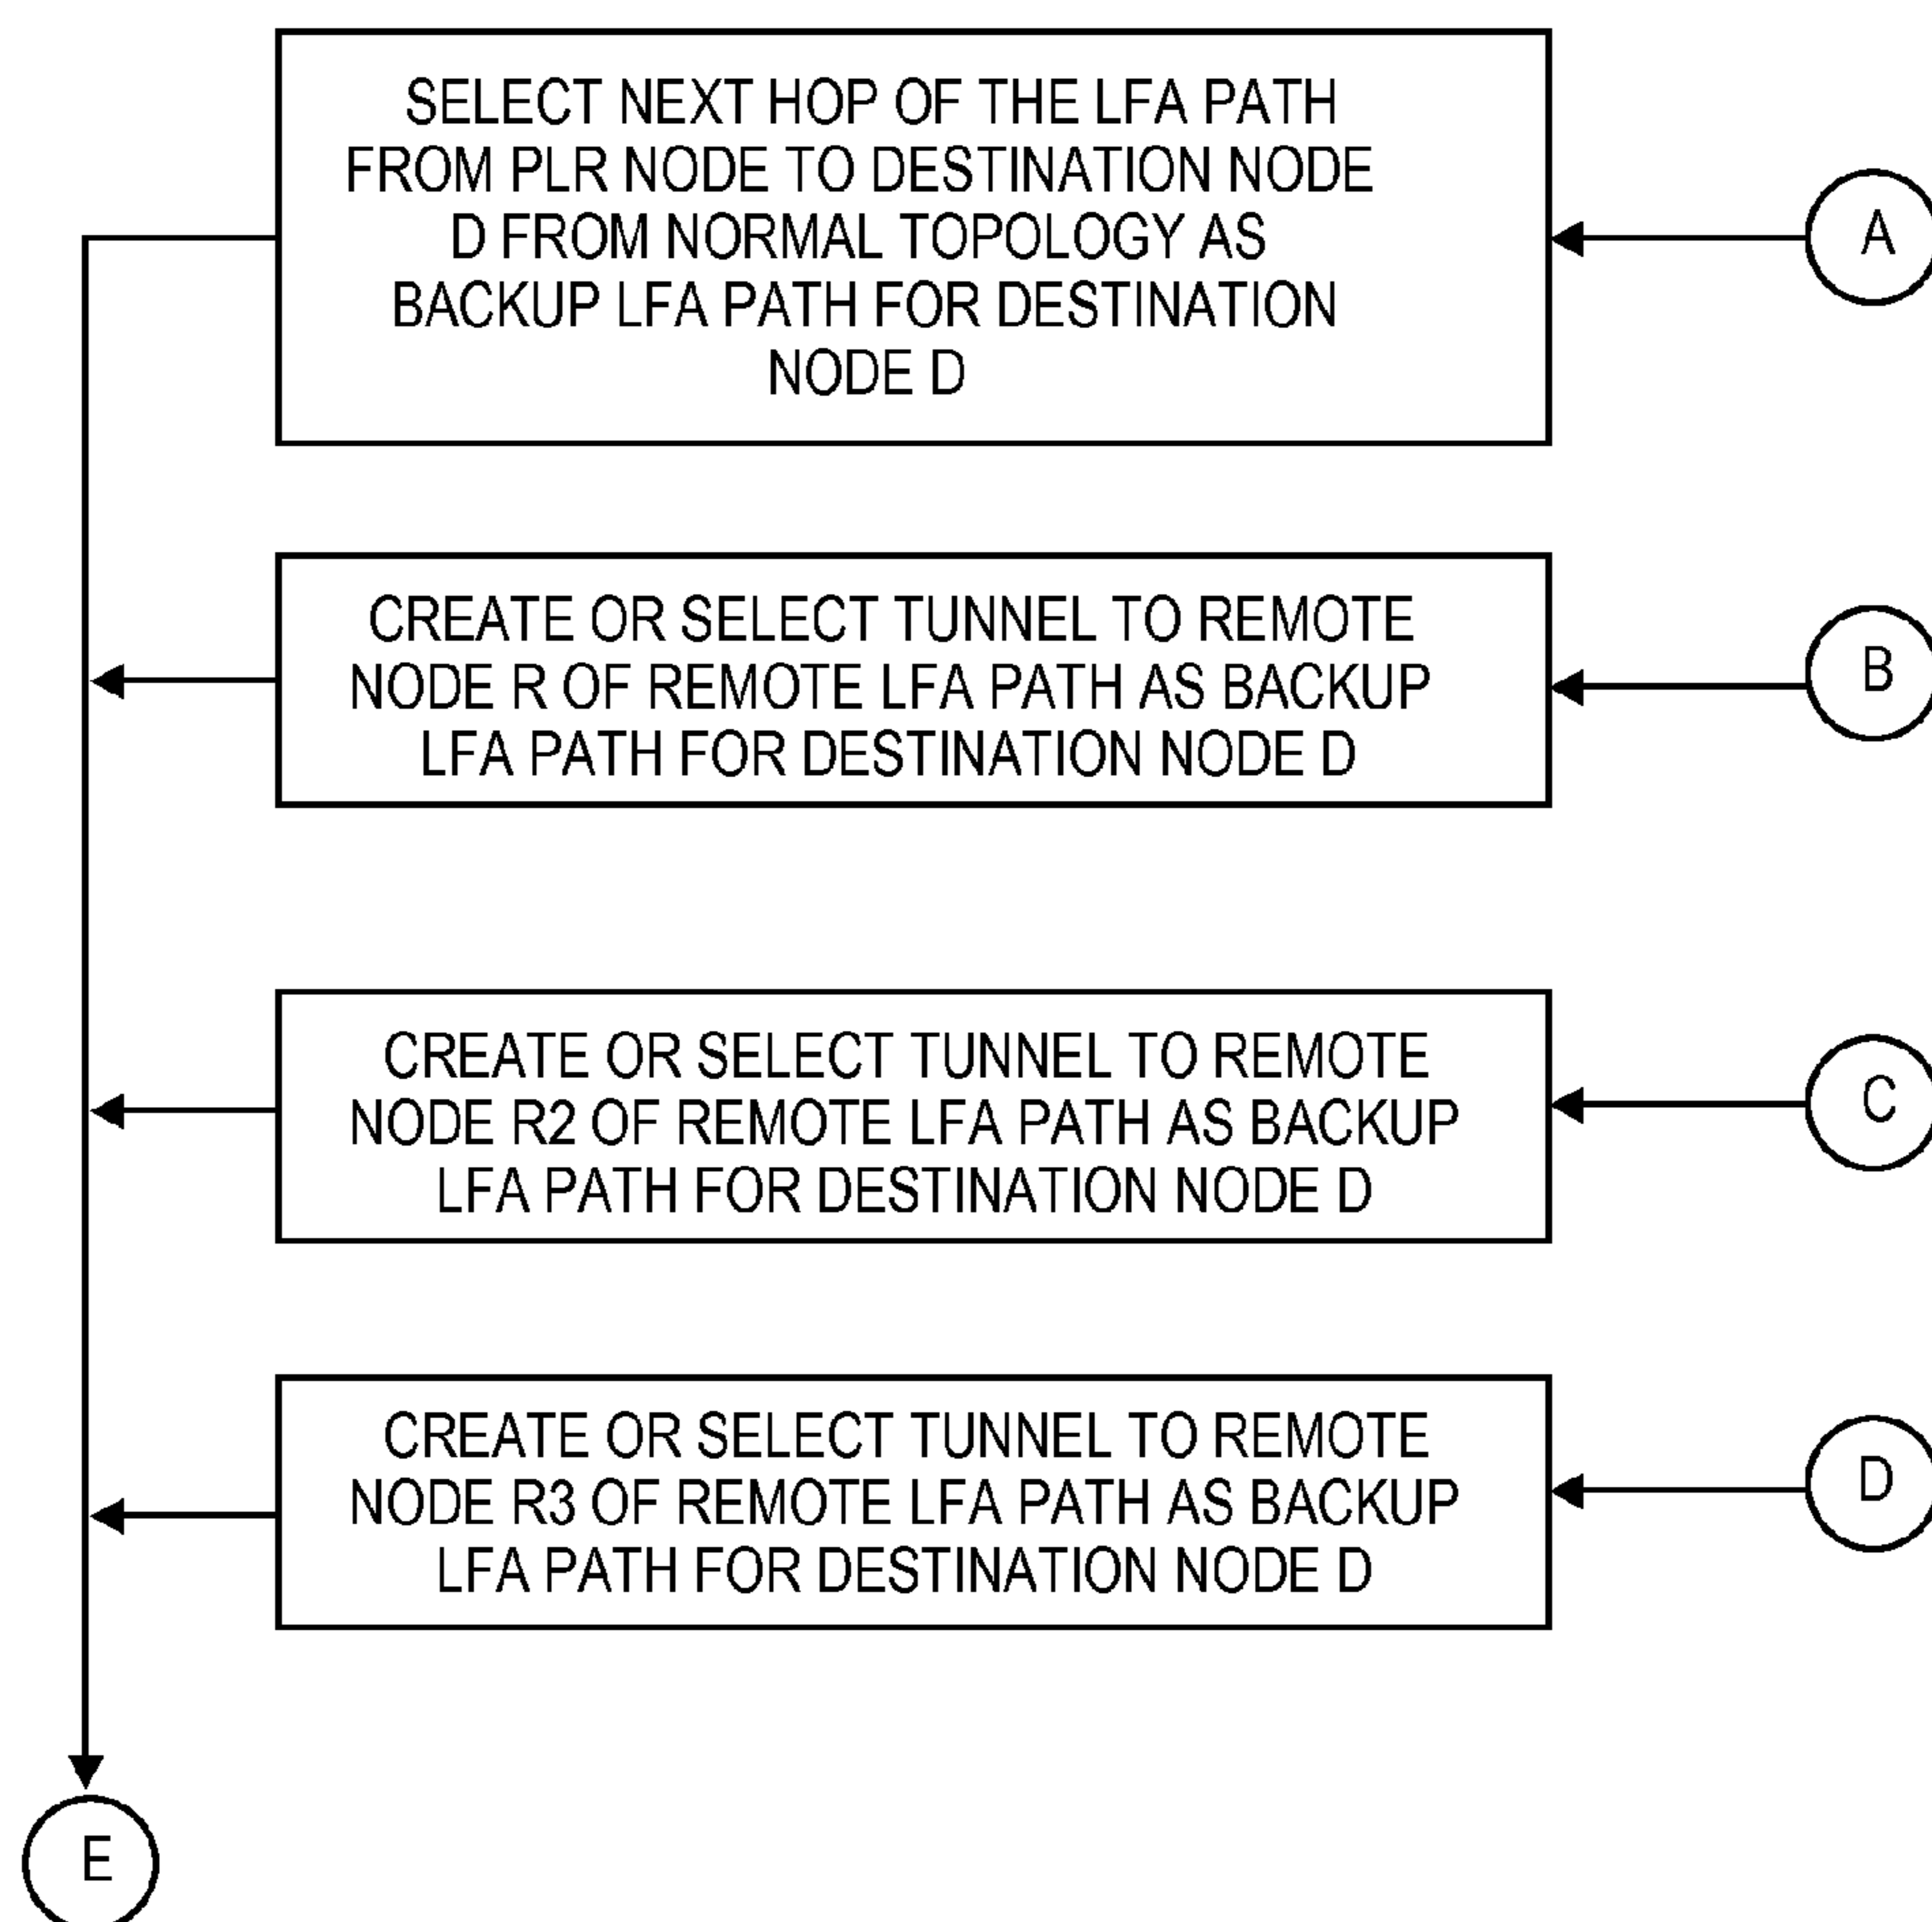 SELECT NEXT HOP OF THE LFA PATH
FROM PLR NODE TO DESTINATION NODE
D FROM NORMAL TOPOLOGY AS
BACKUP LFA PATH FOR DESTINATION
NODE D
A
CREATE OR SELECT TUNNEL TO REMOTE
NODE R OF REMOTE LFA PATH AS BACKUP
LFA PATH FOR DESTINATION NODE D
B
CREATE OR SELECT TUNNEL TO REMOTE
NODE R2 OF REMOTE LFA PATH AS BACKUP
LFA PATH FOR DESTINATION NODE D
C
CREATE OR SELECT TUNNEL TO REMOTE
NODE R3 OF REMOTE LFA PATH AS BACKUP
LFA PATH FOR DESTINATION NODE D
D
E